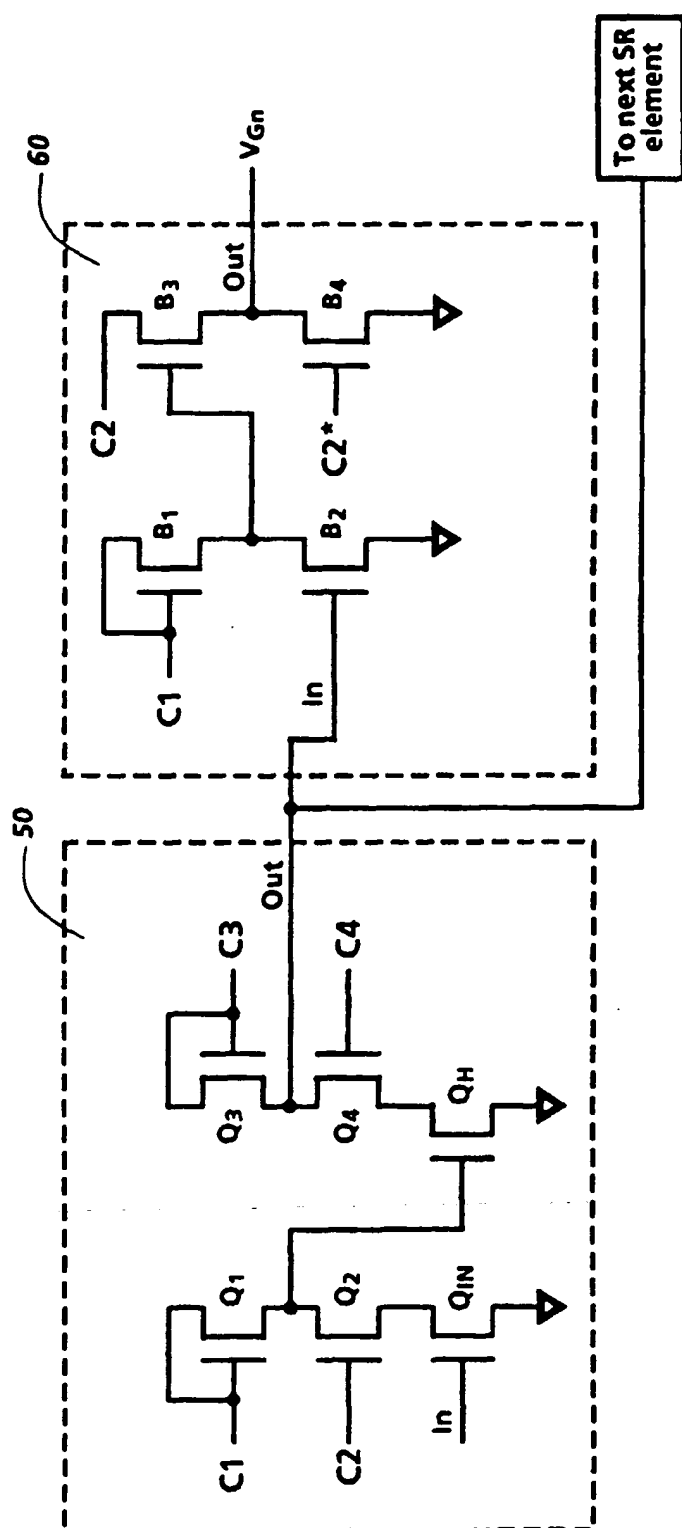 50
C1
Q1
C2
Q2
In
QIN
Q3
C3
Out
Q4
C4
QH
60
C1
B1
In
B2
C2
B3
Out
VGn
C2*
B4
To next SR
element